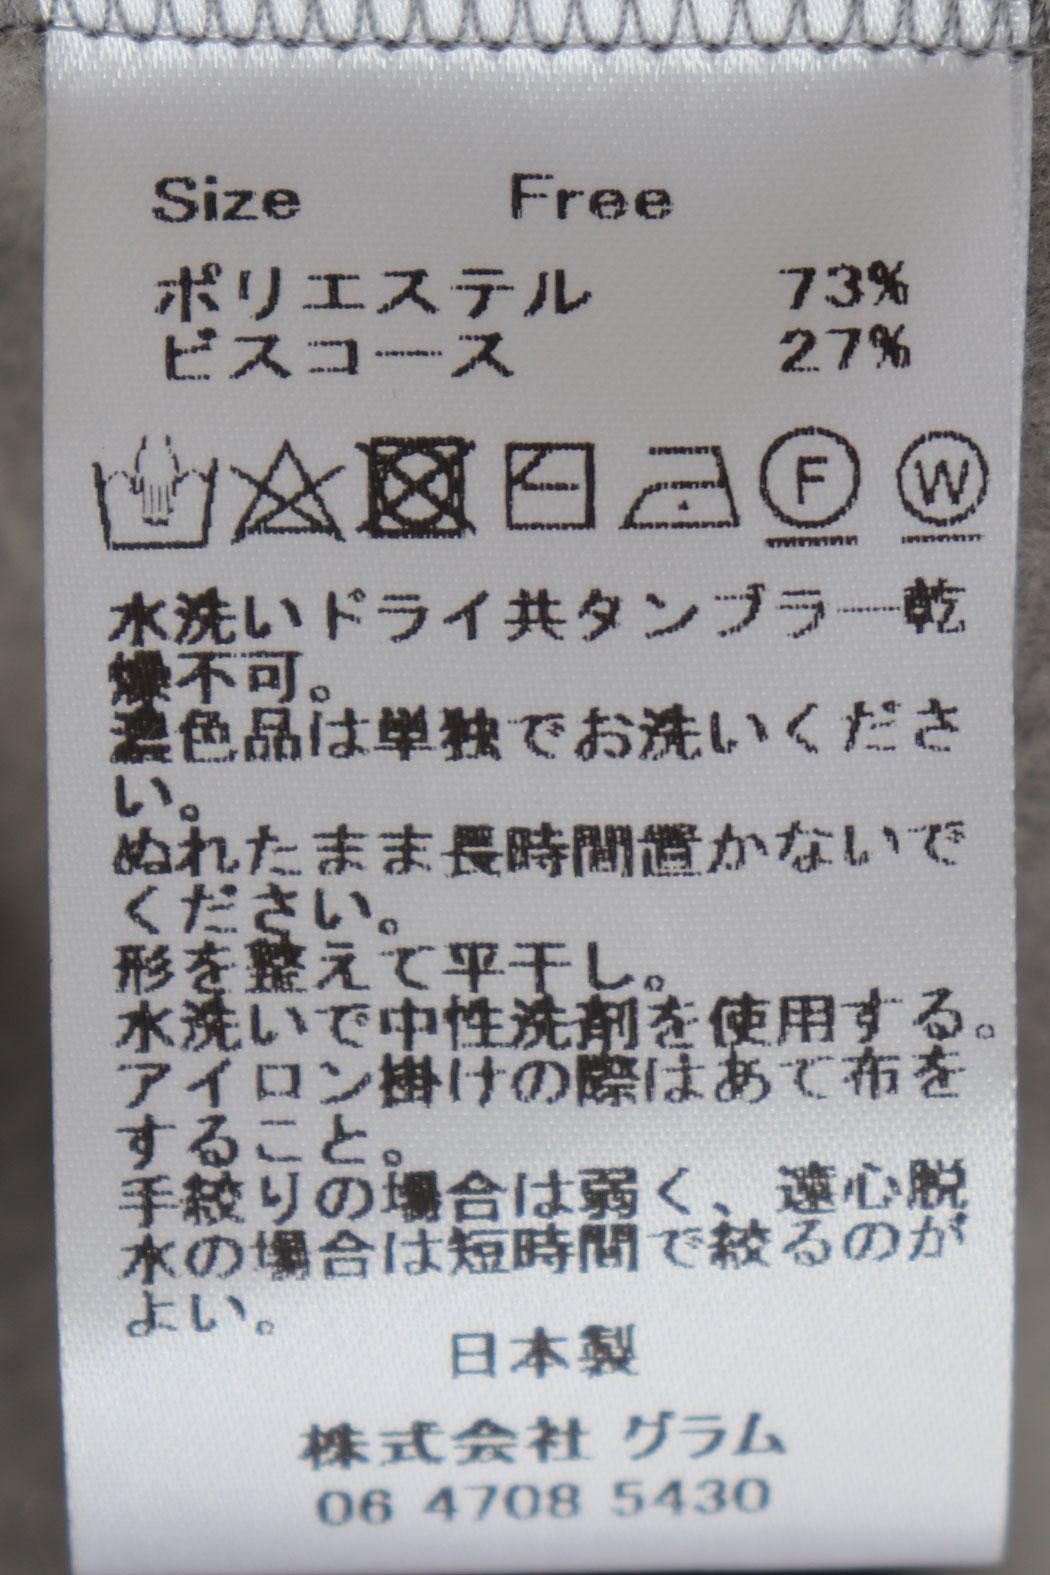 Size Free
ポリエステル 73%
ビスコース 27%
F W
水洗いドライ共タンブラー乾
燥不可。
濃色品は単独でお洗いくださ
い。
ぬれたまま長時間置かないで
ください。
形を整えて平干し。
水洗いで中性洗剤を使用する。
アイロン掛けの際はあて布を
すること。
手絞りの場合は弱く、遠心脱
水の場合は短時間で絞るのが
よい。
日本製
株式会社 グラム
06 4708 5430